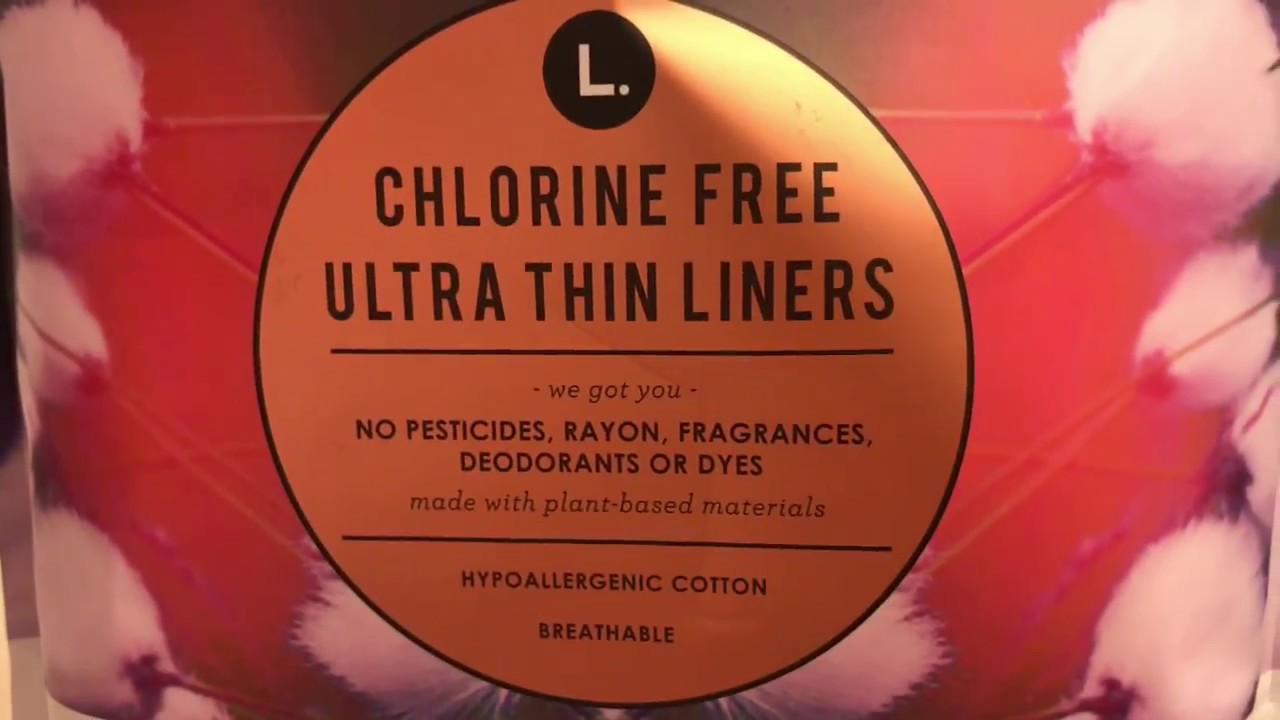 L.
CHLORINE FREE
ULTRA THIN LINERS
- we got you -
NO PESTICIDES, RAYON, FRAGRANCES,
DEODORANTS OR DYES
made with plant-based materials
HYPOALLERGENIC COTTON
BREATHABLE